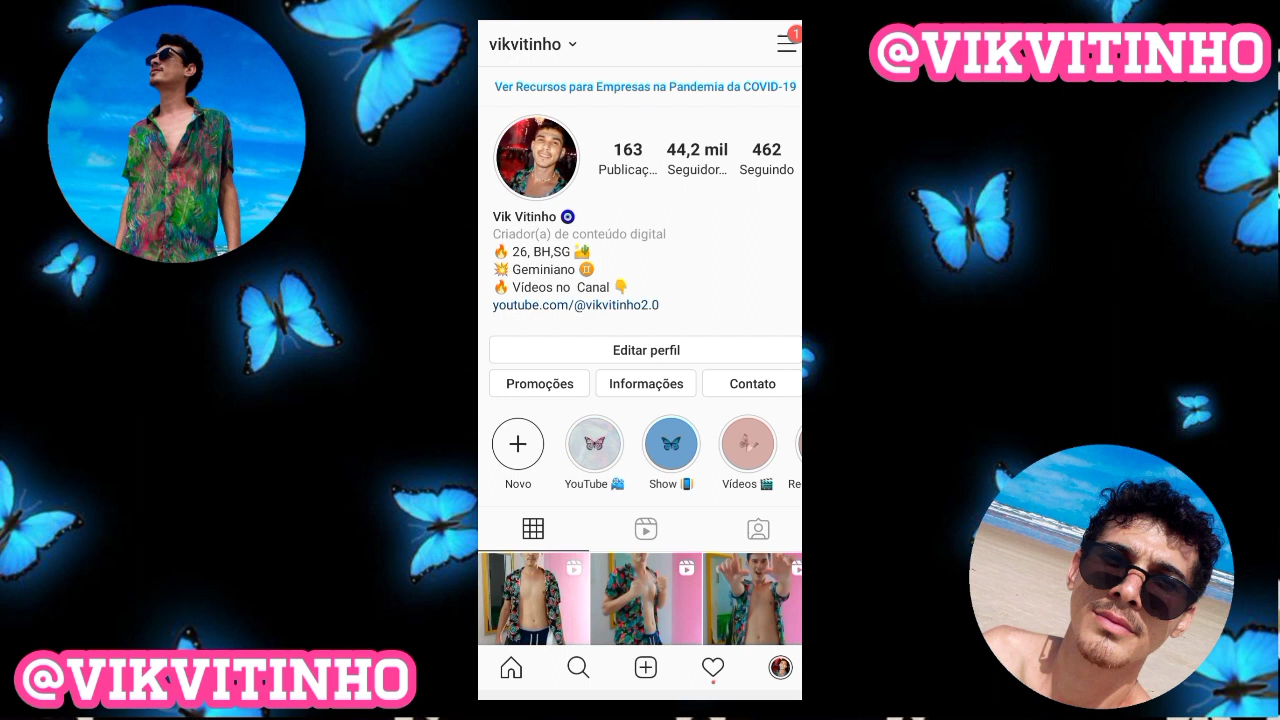 @VIKVITINHO
vikvitinho
1
Ver Recursos para Empresas na Pandemia da COVID-19
163 44,2 mil 462
Publicaç... Seguidor... Seguindo
Vik Vitinho 🧿
Criador(a) de conteúdo digital
🔥 26, BH,SG 🏜️
💥 Geminiano ♊
🔥 Vídeos no Canal 👇
youtube.com/@vikvitinho2.0
Editar perfil
Promoções Informações Contato
Novo YouTube Show Vídeos Re
@VIKVITINHO